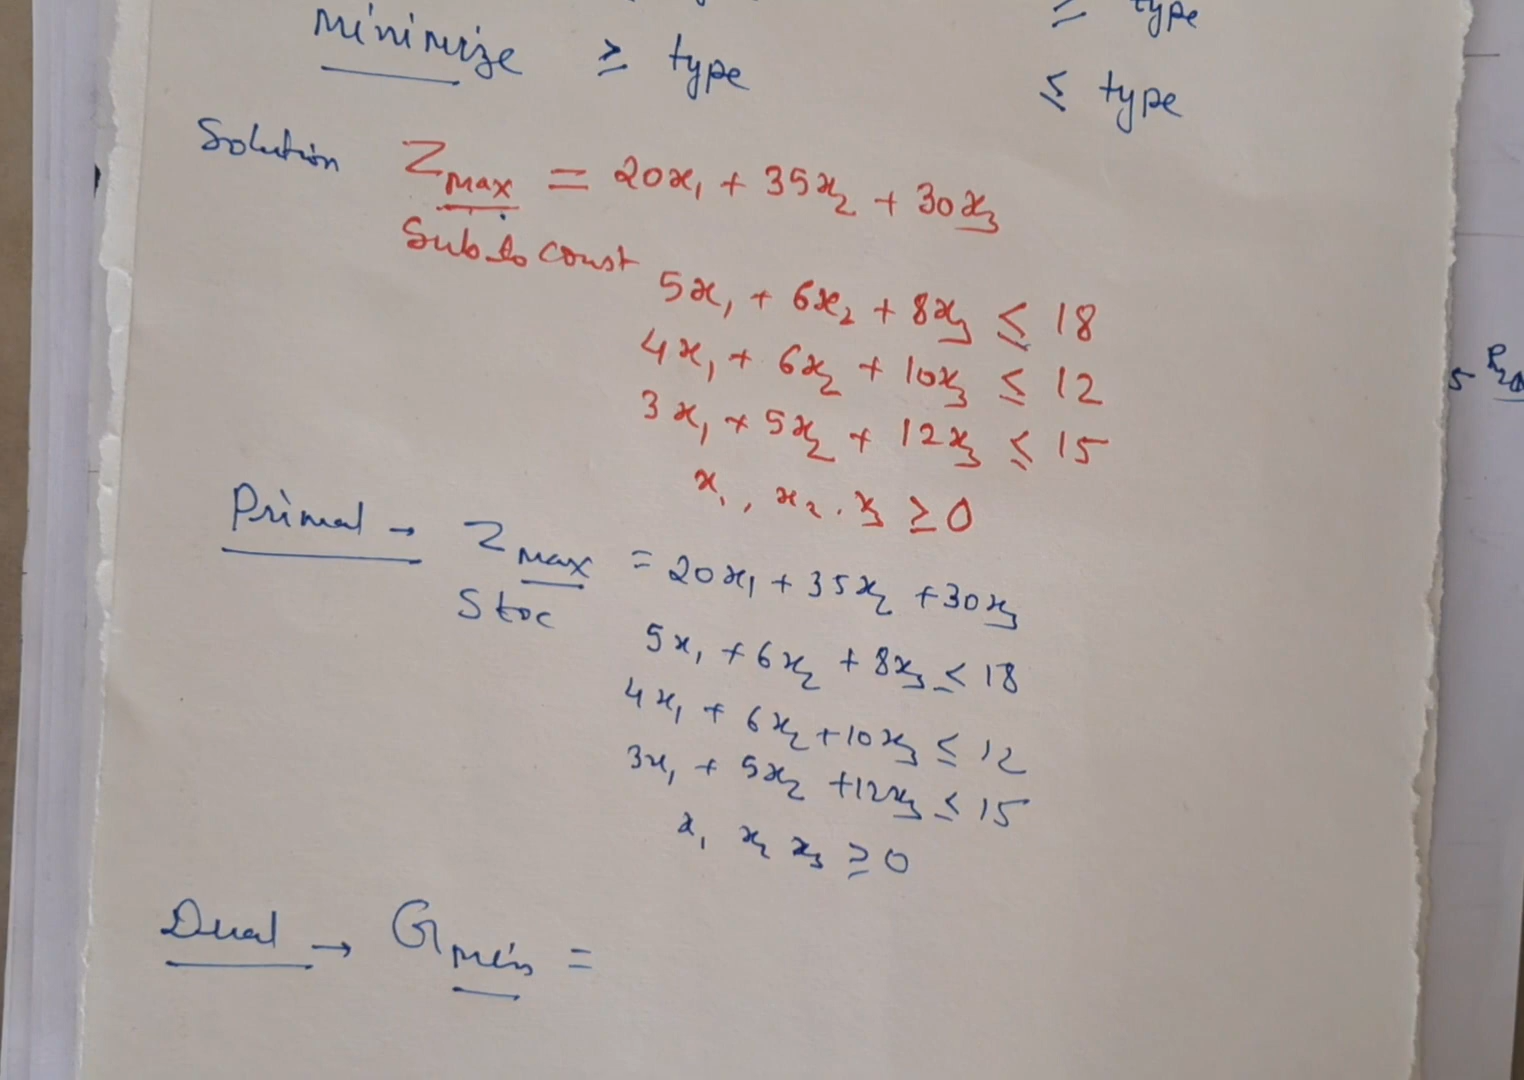 ≥ type
minimize ≥ type ≤ type
Solution Zmax = 20x₁ + 35x₂ + 30x₃
Sub to const
5x₁ + 6x₂ + 8x₃ ≤ 18
4x₁ + 6x₂ + 10x₃ ≤ 12
3x₁ + 5x₂ + 12x₃ ≤ 15
x₁, x₂, x₃ ≥ 0
Primal → Zmax = 20x₁ + 35x₂ + 30x₃
Stoc
5x₁ + 6x₂ + 8x₃ ≤ 18
4x₁ + 6x₂ + 10x₃ ≤ 12
3x₁ + 5x₂ + 12x₃ ≤ 15
x₁ x₂ x₃ ≥ 0
Dual → Gmin =